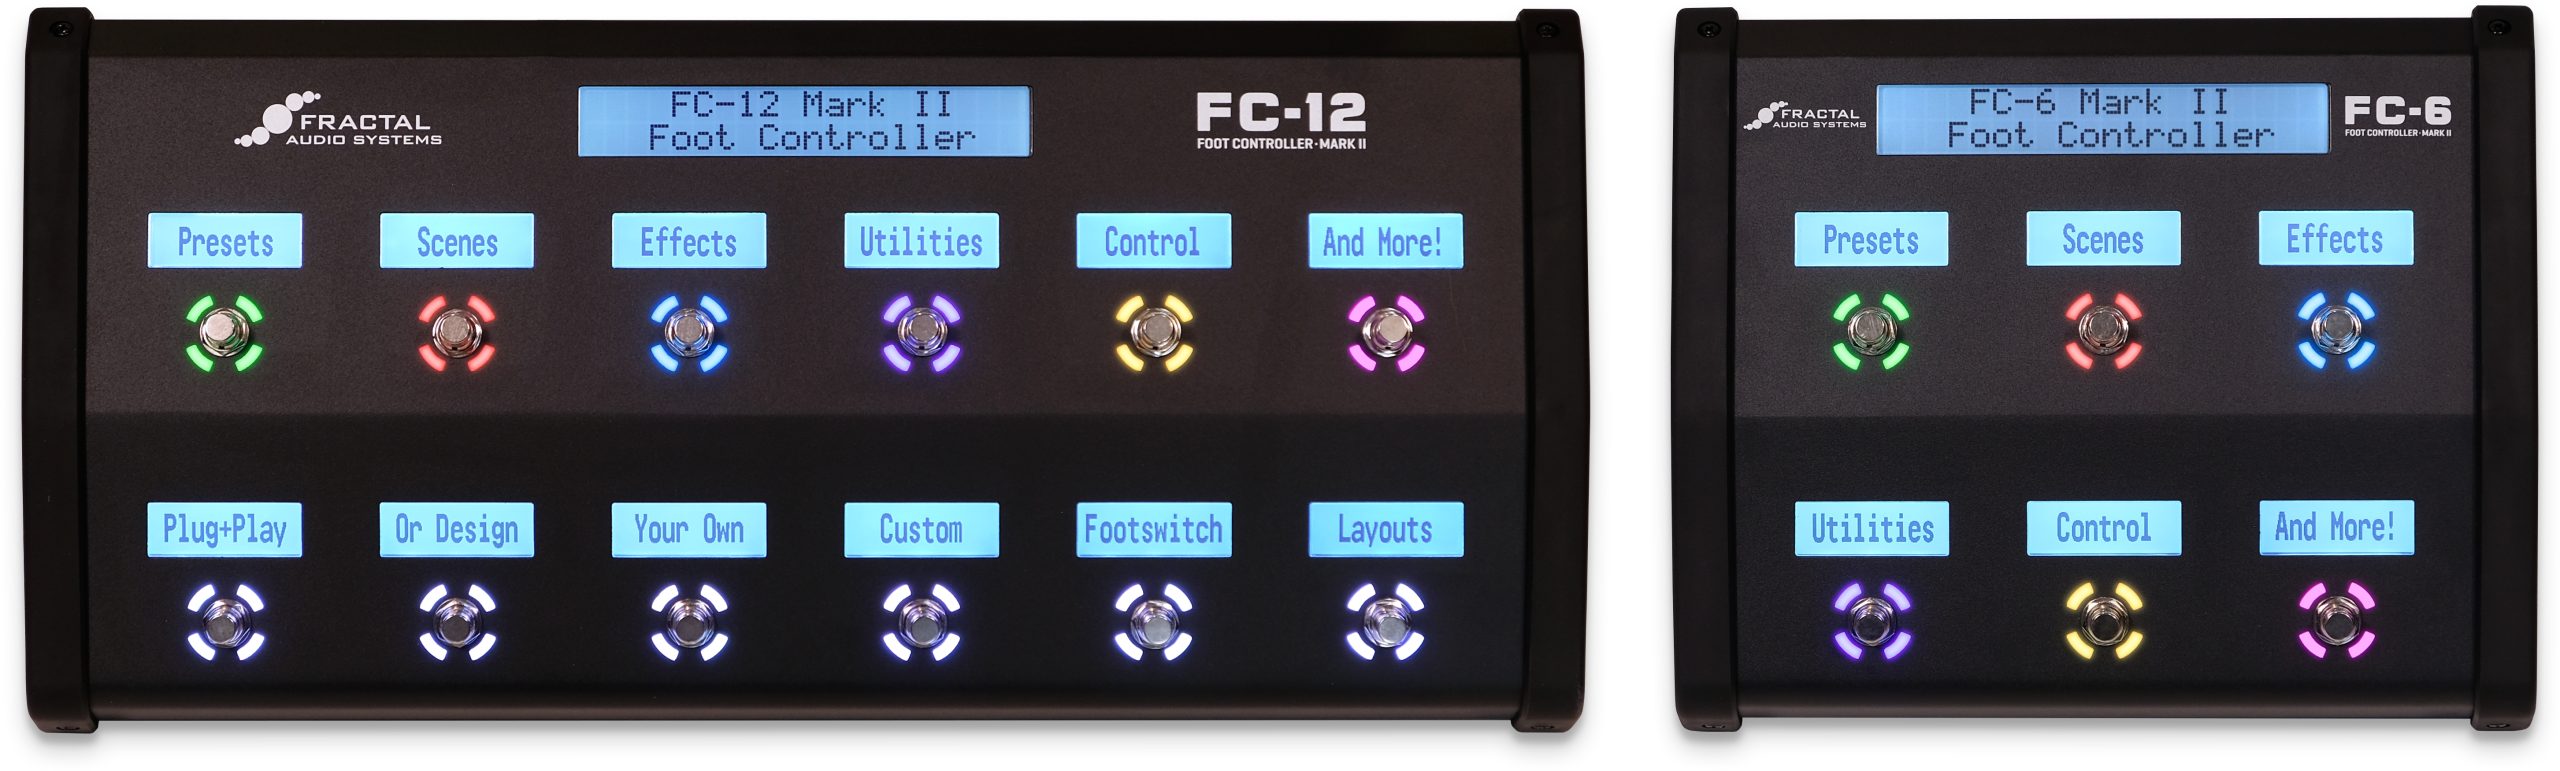 FRACTAL
AUDIO SYSTEMS
FC-12 Mark II
Foot Controller
FC-12
FOOT CONTROLLER·MARK II
Presets
Scenes
Effects
Utilities
Control
And More!
Plug+Play
Or Design
Your Own
Custom
Footswitch
Layouts
FRACTAL
AUDIO SYSTEMS
FC-6 Mark II
Foot Controller
FC-6
FOOT CONTROLLER·MARK II
Presets
Scenes
Effects
Utilities
Control
And More!